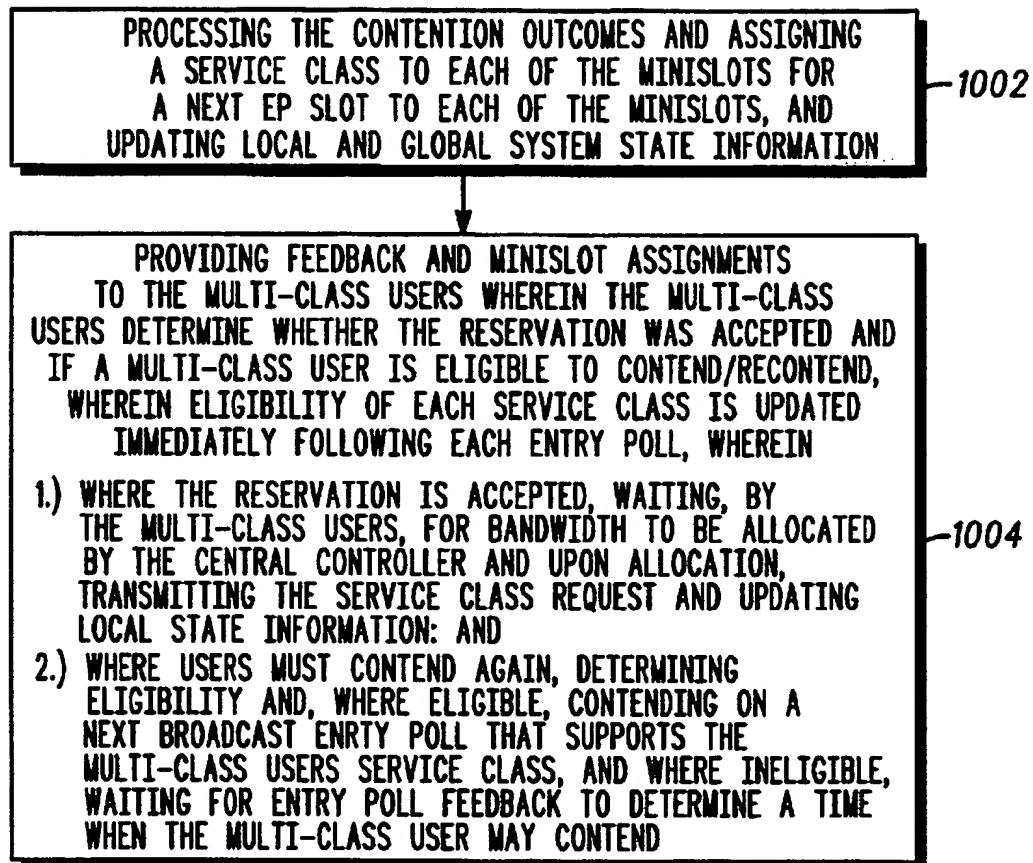 PROCESSING THE CONTENTION OUTCOMES AND ASSIGNING
A SERVICE CLASS TO EACH OF THE MINISLOTS FOR
A NEXT EP SLOT TO EACH OF THE MINISLOTS, AND
UPDATING LOCAL AND GLOBAL SYSTEM STATE INFORMATION
1002
PROVIDING FEEDBACK AND MINISLOT ASSIGNMENTS
TO THE MULTI-CLASS USERS WHEREIN THE MULTI-CLASS
USERS DETERMINE WHETHER THE RESERVATION WAS ACCEPTED AND
IF A MULTI-CLASS USER IS ELIGIBLE TO CONTEND/RECONTEND,
WHEREIN ELIGIBILITY OF EACH SERVICE CLASS IS UPDATED
IMMEDIATELY FOLLOWING EACH ENTRY POLL, WHEREIN
1.) WHERE THE RESERVATION IS ACCEPTED, WAITING, BY
THE MULTI-CLASS USERS, FOR BANDWIDTH TO BE ALLOCATED
BY THE CENTRAL CONTROLLER AND UPON ALLOCATION,
TRANSMITTING THE SERVICE CLASS REQUEST AND UPDATING
LOCAL STATE INFORMATION: AND
2.) WHERE USERS MUST CONTEND AGAIN, DETERMINING
ELIGIBILITY AND, WHERE ELIGIBLE, CONTENDING ON A
NEXT BROADCAST ENRTY POLL THAT SUPPORTS THE
MULTI-CLASS USERS SERVICE CLASS, AND WHERE INELIGIBLE,
WAITING FOR ENTRY POLL FEEDBACK TO DETERMINE A TIME
WHEN THE MULTI-CLASS USER MAY CONTEND
1004